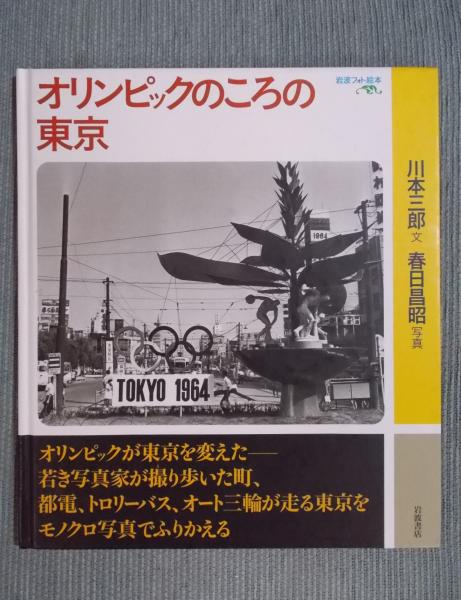 オリンピックのころの
東京
岩波フォト絵本
川本三郎 文 春日昌昭 写真
1964
TOKYO 1964
オリンピックが東京を変えた──
若き写真家が撮り歩いた町、
都電、トロリーバス、オート三輪が走る東京を
モノクロ写真でふりかえる
岩波書店